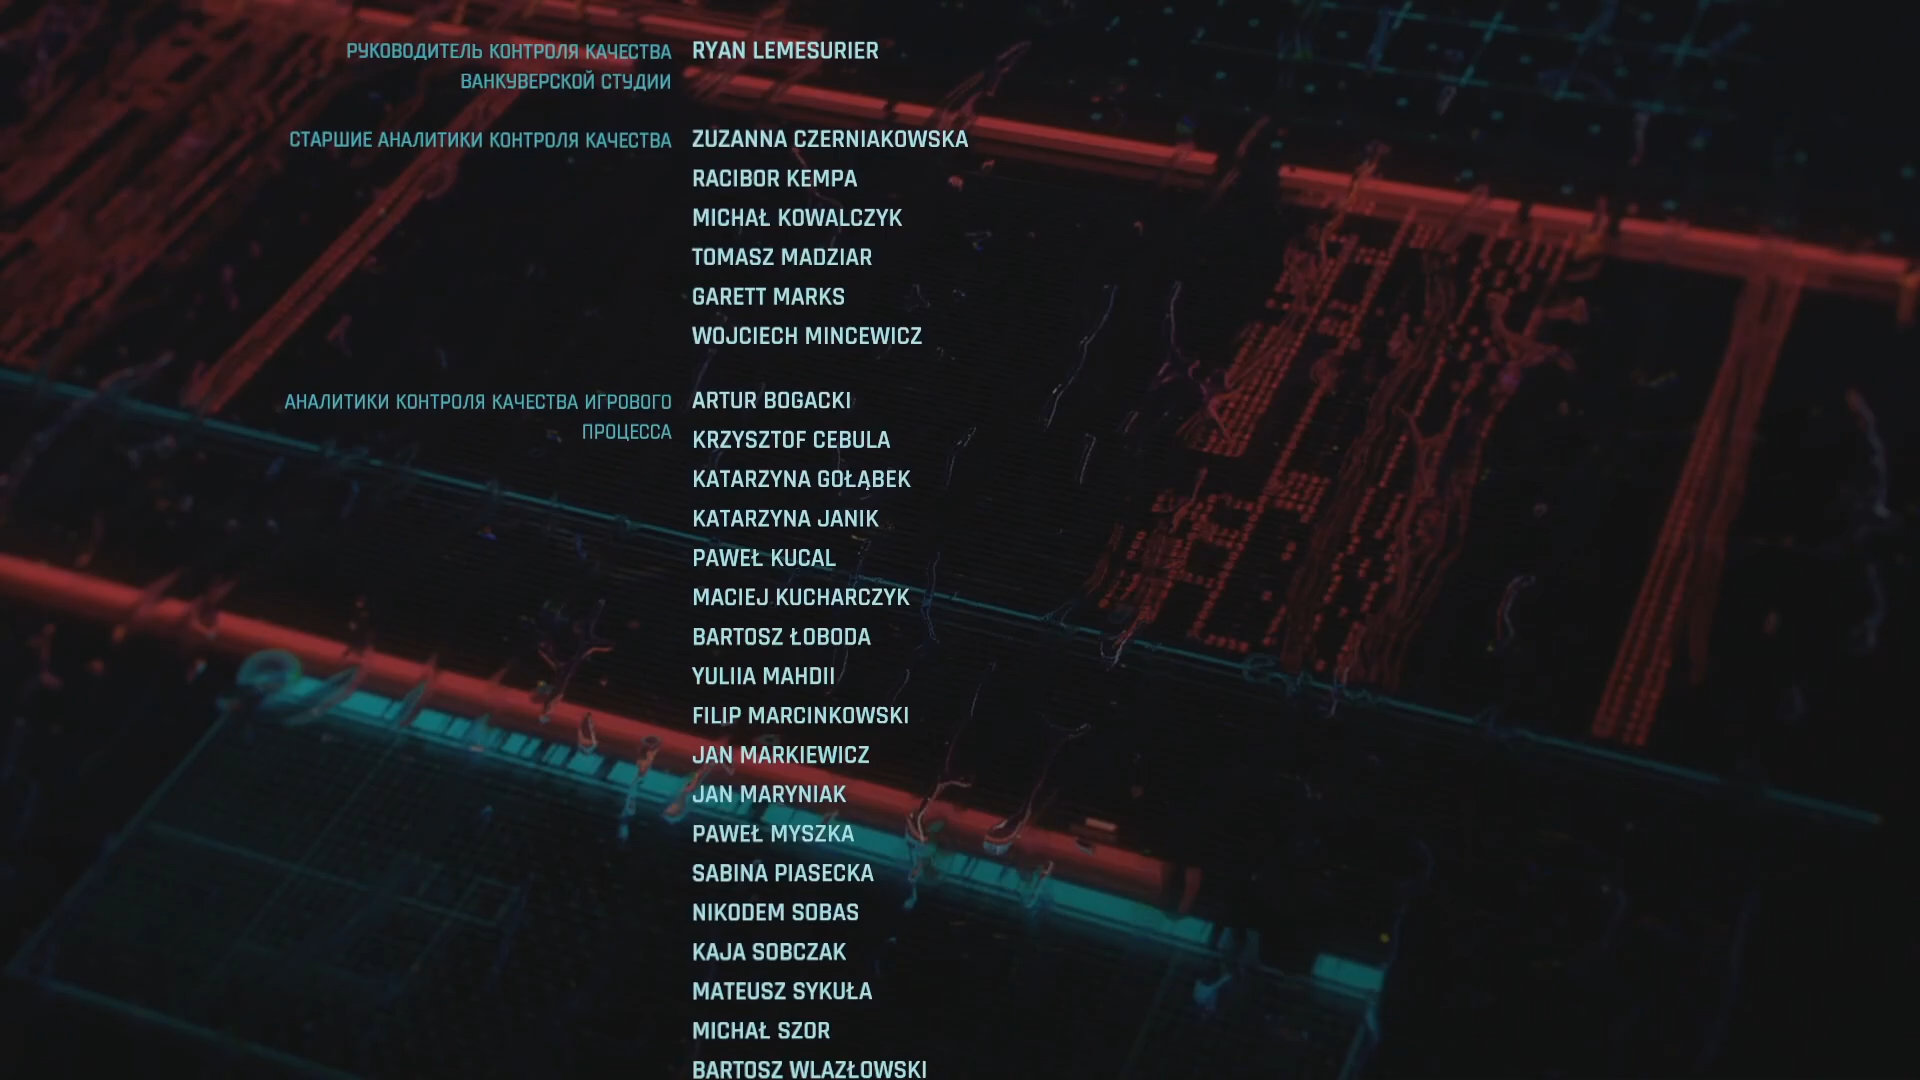 РУКОВОДИТЕЛЬ КОНТРОЛЯ КАЧЕСТВА RYAN LEMESURIER
ВАНКУВЕРСКОЙ СТУДИИ
СТАРШИЕ АНАЛИТИКИ КОНТРОЛЯ КАЧЕСТВА ZUZANNA CZERNIAKOWSKA
RACIBOR KEMPA
MICHAŁ KOWALCZYK
TOMASZ MADZIAR
GARETT MARKS
WOJCIECH MINCEWICZ
АНАЛИТИКИ КОНТРОЛЯ КАЧЕСТВА ИГРОВОГО ARTUR BOGACKI
ПРОЦЕССА KRZYSZTOF CEBULA
KATARZYNA GOŁĄBEK
KATARZYNA JANIK
PAWEŁ KUCAL
MACIEJ KUCHARCZYK
BARTOSZ ŁOBODA
YULIIA MAHDII
FILIP MARCINKOWSKI
JAN MARKIEWICZ
JAN MARYNIAK
PAWEŁ MYSZKA
SABINA PIASECKA
NIKODEM SOBAS
KAJA SOBCZAK
MATEUSZ SYKUŁA
MICHAŁ SZOR
BARTOSZ WLAZŁOWSKI